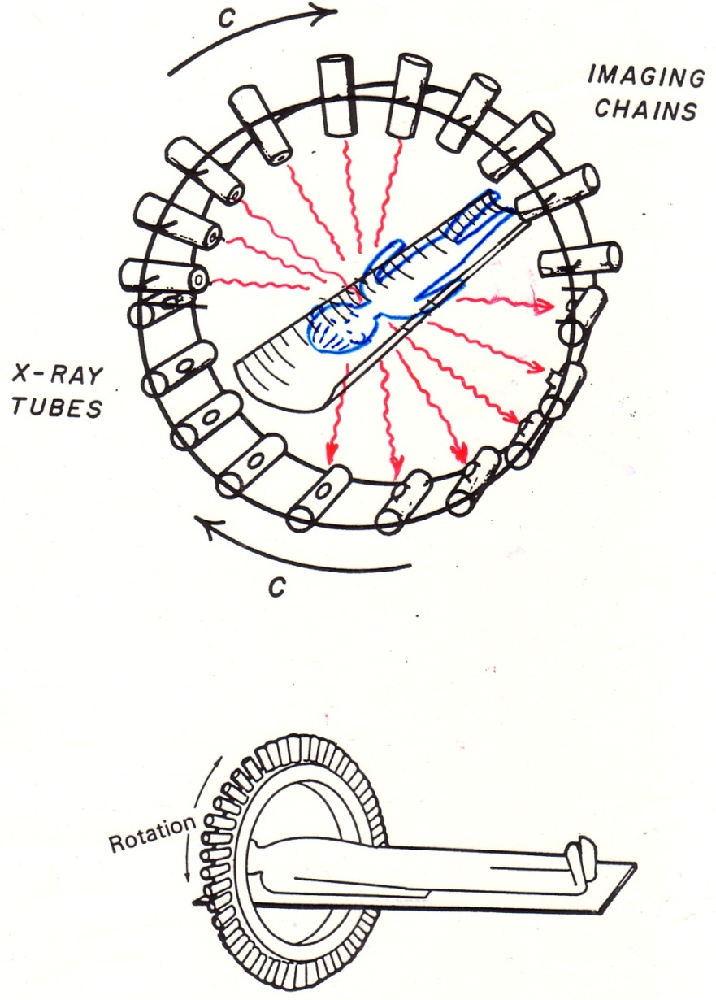 C
IMAGING
CHAINS
X-RAY
TUBES
C
Rotation